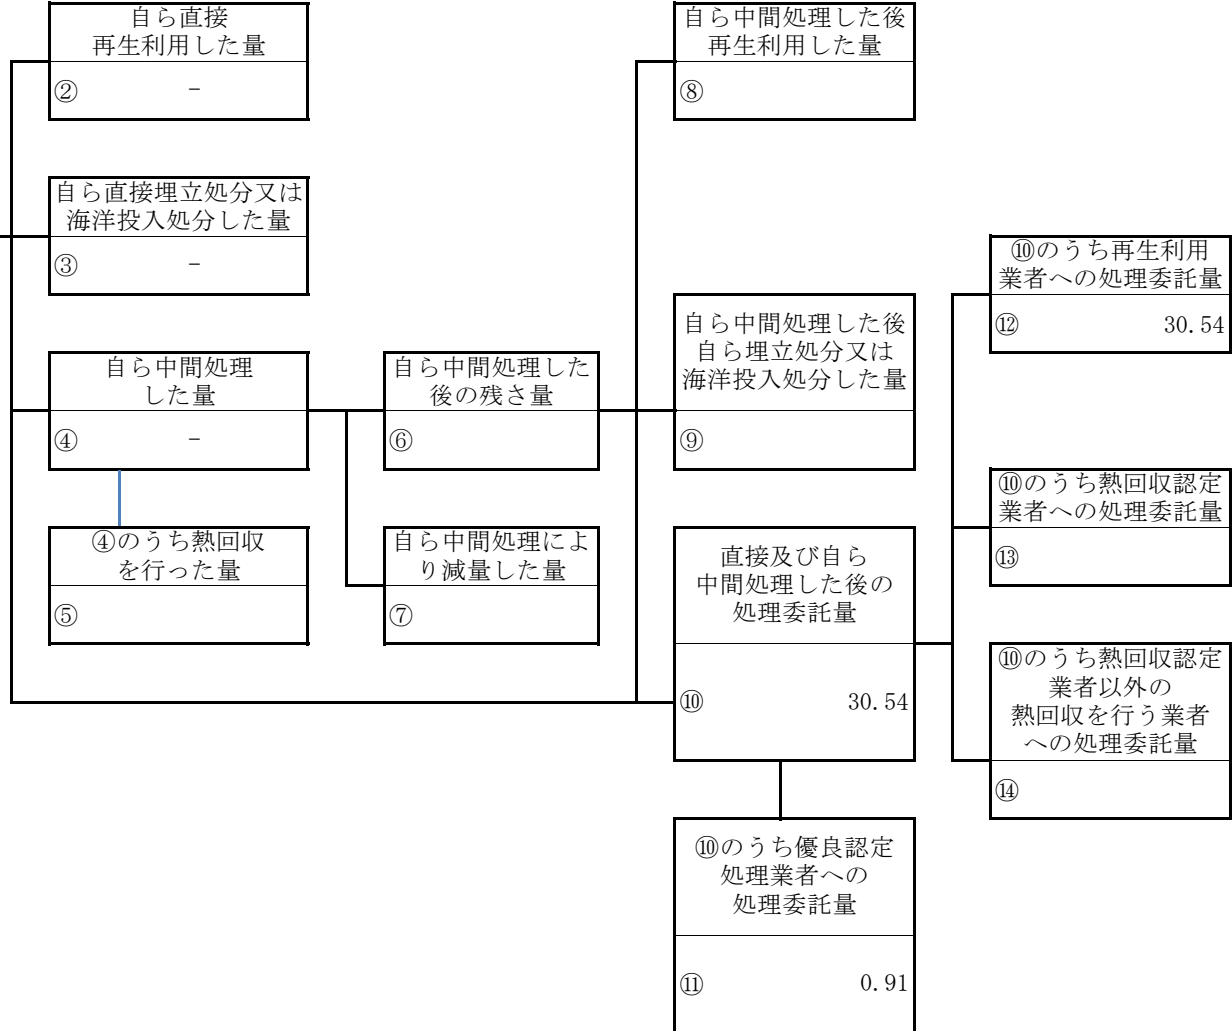 自ら直接
再生利用した量
② －
自ら中間処理した後
再生利用した量
⑧
自ら直接埋立処分又は
海洋投入処分した量
③ －
⑩のうち再生利用
業者への処理委託量
⑫ 30.54
自ら中間処理した後
自ら埋立処分又は
海洋投入処分した量
⑨
自ら中間処理
した量
④ －
自ら中間処理した
後の残さ量
⑥
⑩のうち熱回収認定
業者への処理委託量
⑬
④のうち熱回収
を行った量
⑤
自ら中間処理によ
り減量した量
⑦
直接及び自ら
中間処理した後の
処理委託量
⑩ 30.54
⑩のうち熱回収認定
業者以外の
熱回収を行う業者
への処理委託量
⑭
⑩のうち優良認定
処理業者への
処理委託量
⑪ 0.91